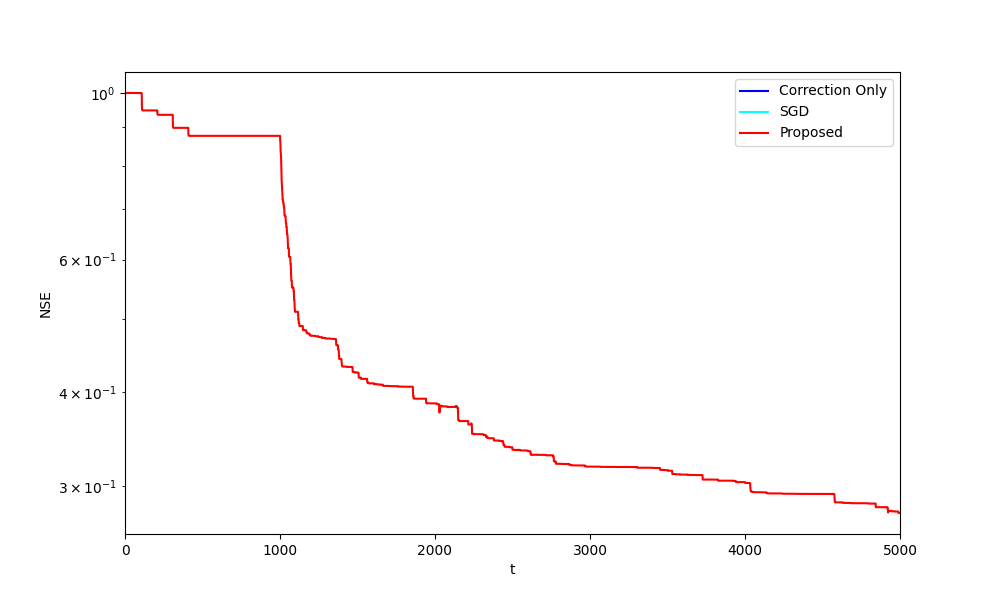 Correction Only
SGD
Proposed
10⁰
6 × 10⁻¹
4 × 10⁻¹
3 × 10⁻¹
NSE
0 1000 2000 3000 4000 5000
t